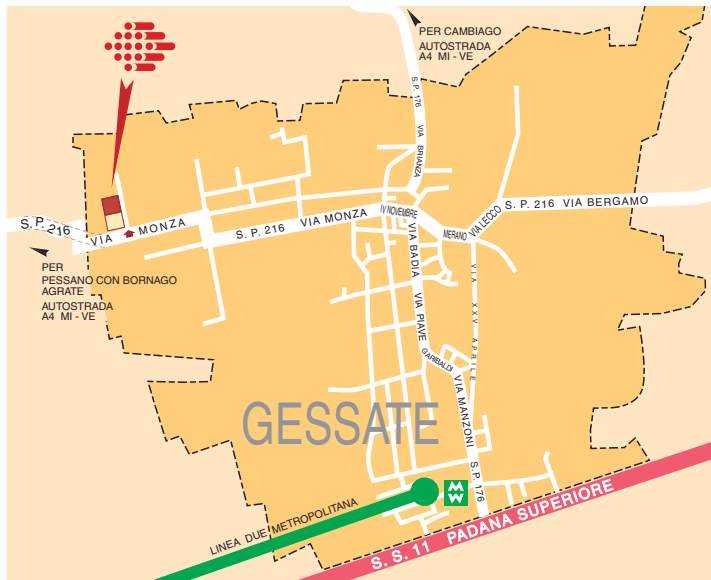 PER CAMBIAGO
AUTOSTRADA
A4 MI - VE
S.P. 176
VIA BRIANZA
S.P. 216 VIA BERGAMO
IV NOVEMBRE
VIA LECCO
MERANO
S.P. 216
VIA MONZA
S.P. 216 VIA MONZA
VIA BADIA
VIA XXV APRILE
PER
PESSANO CON BORNAGO
AGRATE
AUTOSTRADA
A4 MI - VE
VIA PIAVE
GARIBALDI
VIA MANZONI
GESSATE
S.P. 176
MM
LINEA DUE METROPOLITANA
S. S. 11 PADANA SUPERIORE